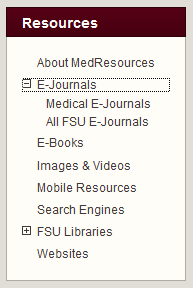 Resources
About MedResources
E-Journals
Medical E-Journals
All FSU E-Journals
E-Books
Images & Videos
Mobile Resources
Search Engines
FSU Libraries
Websites